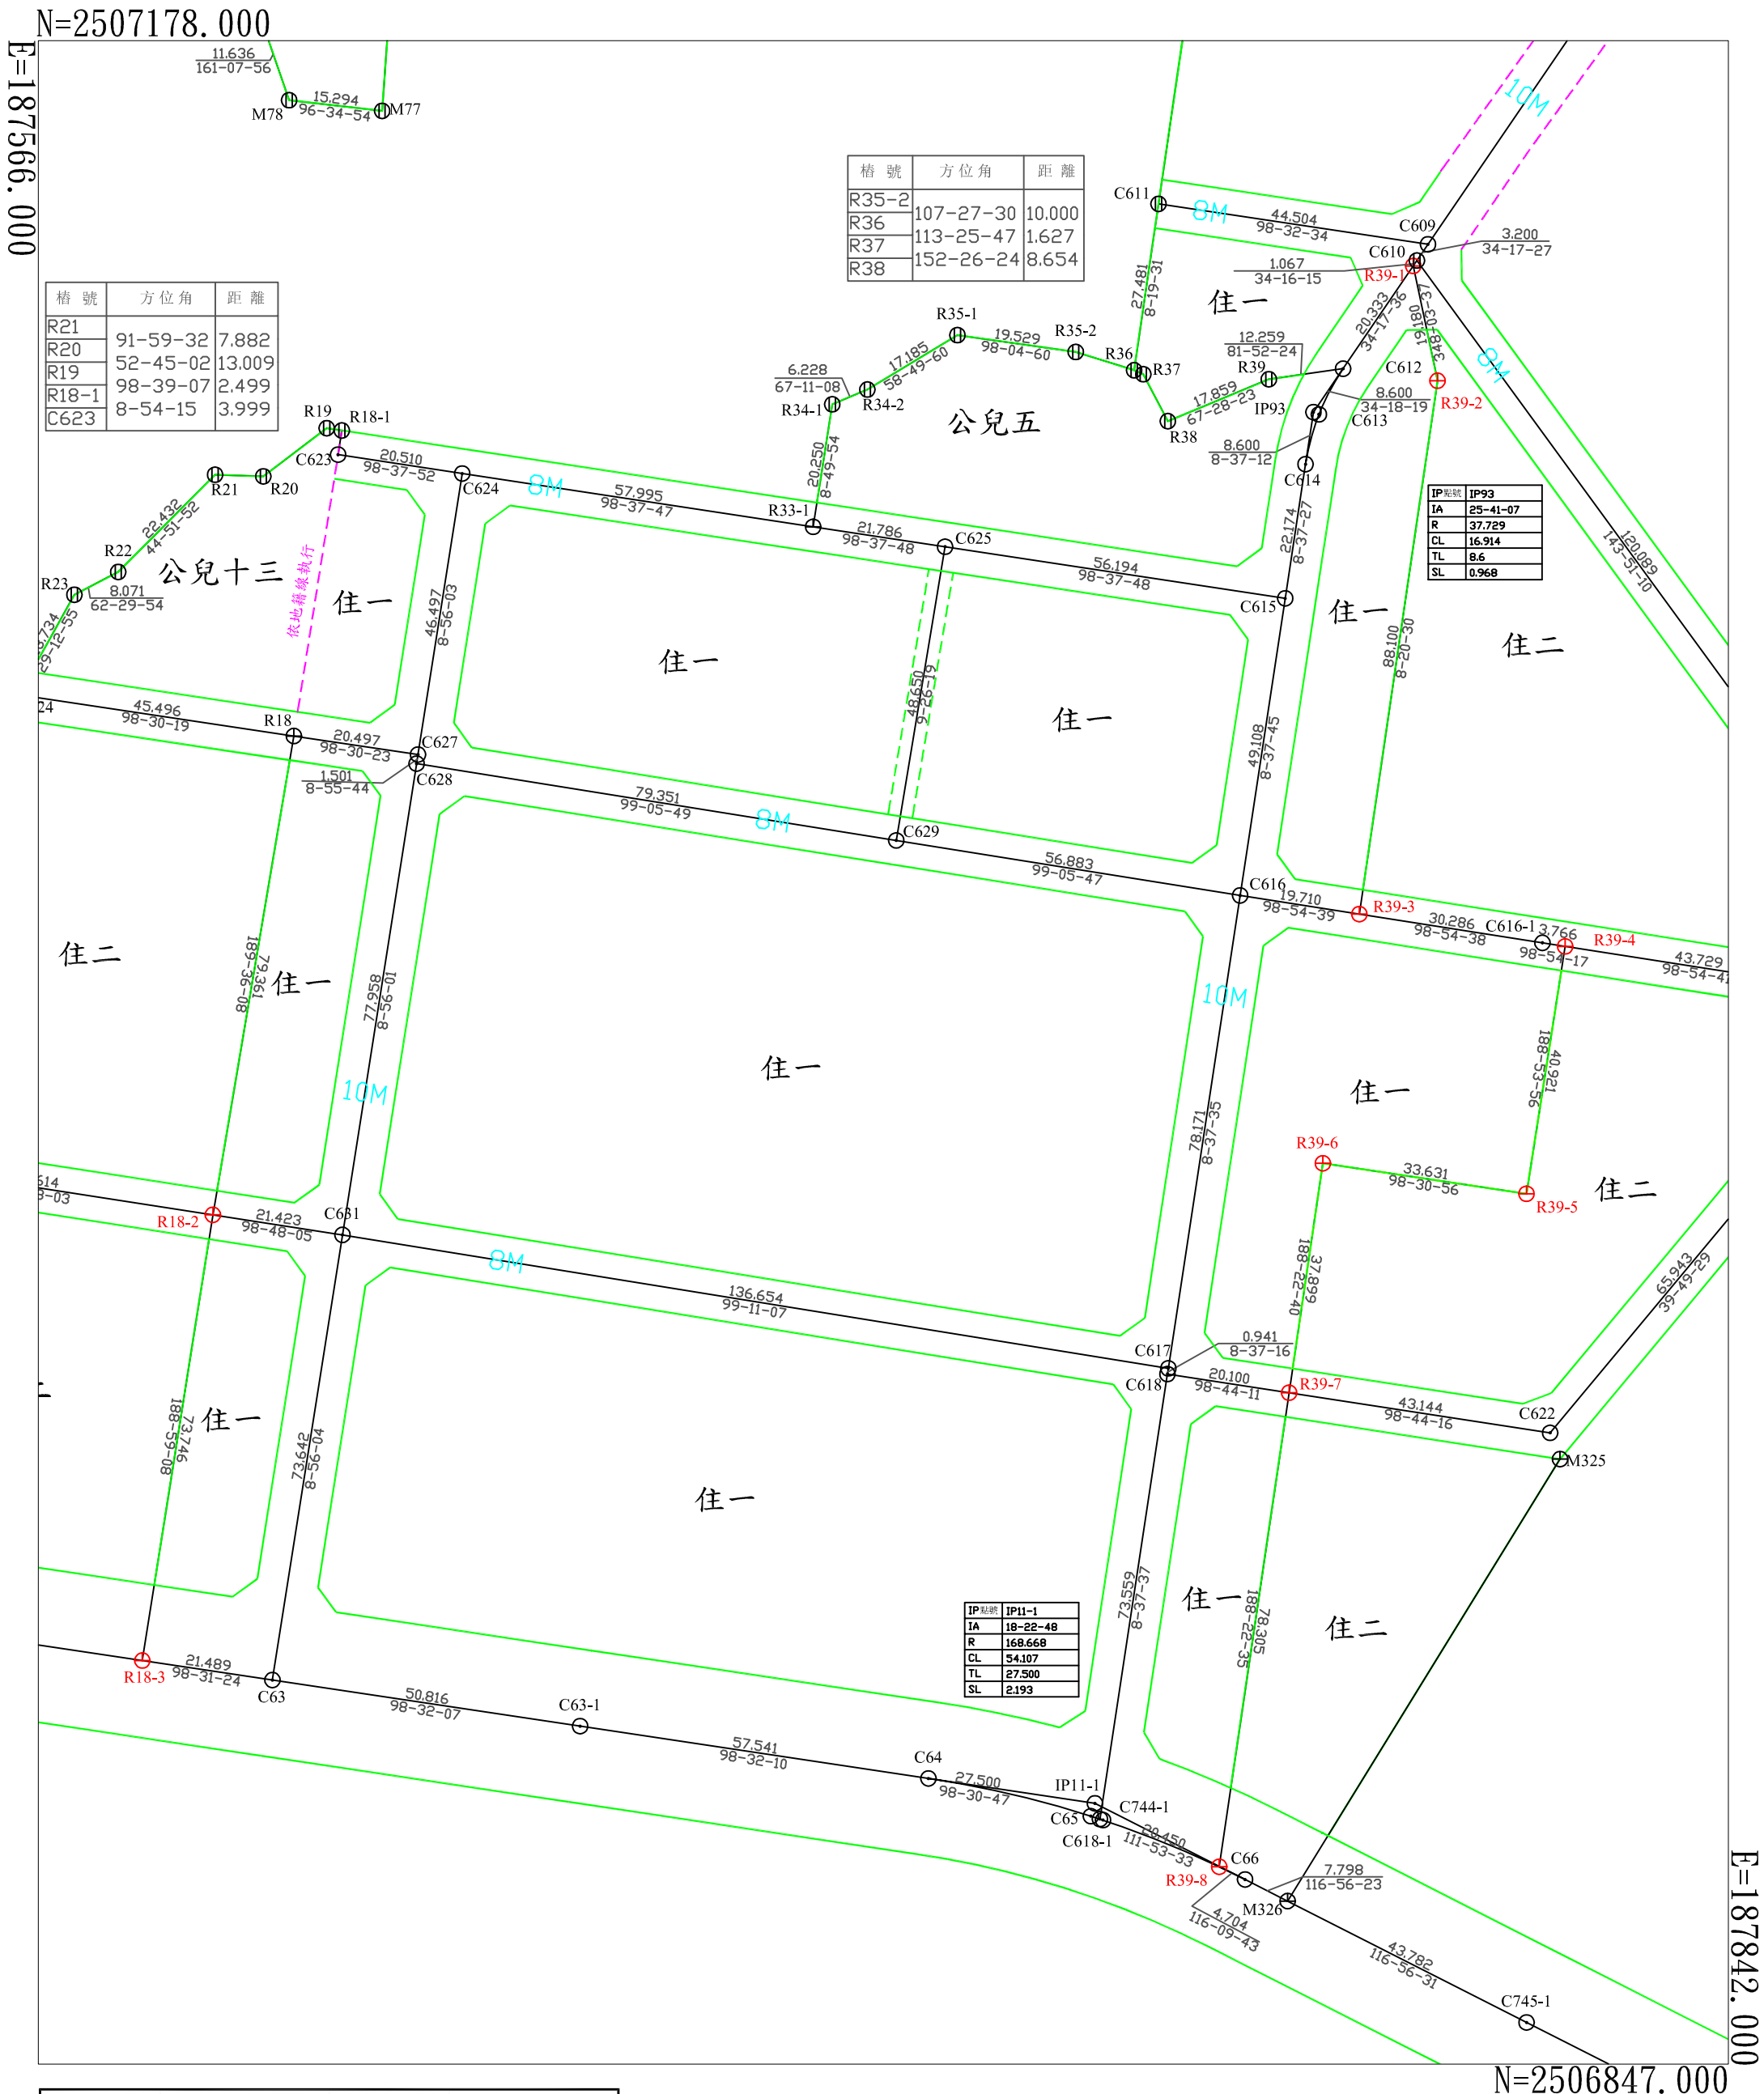 N=2507178.000
E=187566.000
11.636
161-07-56
M78
15.294
96-34-54
M77
10M
樁 號 方位角 距 離
R35-2
R36
R37
R38
107-27-30 10.000
113-25-47 1.627
152-26-24 8.654
C611
8M
44.504
98-32-34
C609
C610
3.200
34-17-27
1.067
34-16-15
R39-1
27.481
8-19-31
住一
20.333
34-17-36
19.180
348-03-37
8M
樁 號 方位角 距 離
R21
R20
R19
R18-1
C623
91-59-32 7.882
52-45-02 13.009
98-39-07 2.499
8-54-15 3.999
R35-1
19.529
98-04-60
R35-2
R36
R37
12.259
81-52-24
R39
C612
R39-2
17.185
58-49-60
6.228
67-11-08
R34-1
R34-2
17.859
67-28-23
R38
IP93
8.600
34-18-19
C613
8.600
8-37-12
公兒五
C614
R19
R18-1
C623
20.510
98-37-52
C624
8M
57.995
98-37-47
20.250
8-49-54
R33-1
21.786
98-37-48
C625
56.194
98-37-48
22.174
8-37-27
C615
IP點號 IP93
IA 25-41-07
R 37.729
CL 16.914
TL 8.6
SL 0.968
120.089
143-51-10
R21
R20
22.432
44-51-52
R22
公兒十三
R23
8.071
62-29-54
29-12-55
依地籍線執行
住一
46.497
8-56-03
住一
48.650
9-26-19
住一
住一
住二
88.100
8-20-30
49.108
8-37-45
24
45.496
98-30-19
R18
20.497
98-30-23
C627
C628
1.501
8-55-44
79.351
99-05-49
8M
C629
56.883
99-05-47
C616
19.710
98-54-39
R39-3
30.286
98-54-38
C616-1
3.766
98-54-17
R39-4
43.729
住二
住一
79.361
189-36-08
77.958
8-56-01
10M
住一
10M
78.171
8-37-35
住一
40.921
188-53-56
R39-6
33.631
98-30-56
R39-5
住二
R18-2
21.423
98-48-05
C631
8M
136.654
99-11-07
37.899
188-22-40
65.943
39-49-29
C617
C618
0.941
8-37-16
20.100
98-44-11
R39-7
43.144
98-44-16
C622
M325
住一
73.746
188-59-08
73.642
8-56-04
住一
73.559
8-37-37
住一
78.305
188-22-35
住二
IP點號 IP11-1
IA 18-22-48
R 168.668
CL 54.107
TL 27.500
SL 2.193
R18-3
21.489
98-31-24
C63
50.816
98-32-07
C63-1
57.541
98-32-10
C64
27.500
98-30-47
IP11-1
C65
C744-1
C618-1
20.450
111-53-33
R39-8
C66
7.798
116-56-23
M326
4.704
116-09-43
43.782
116-56-31
C745-1
E=187842.000
N=2506847.000